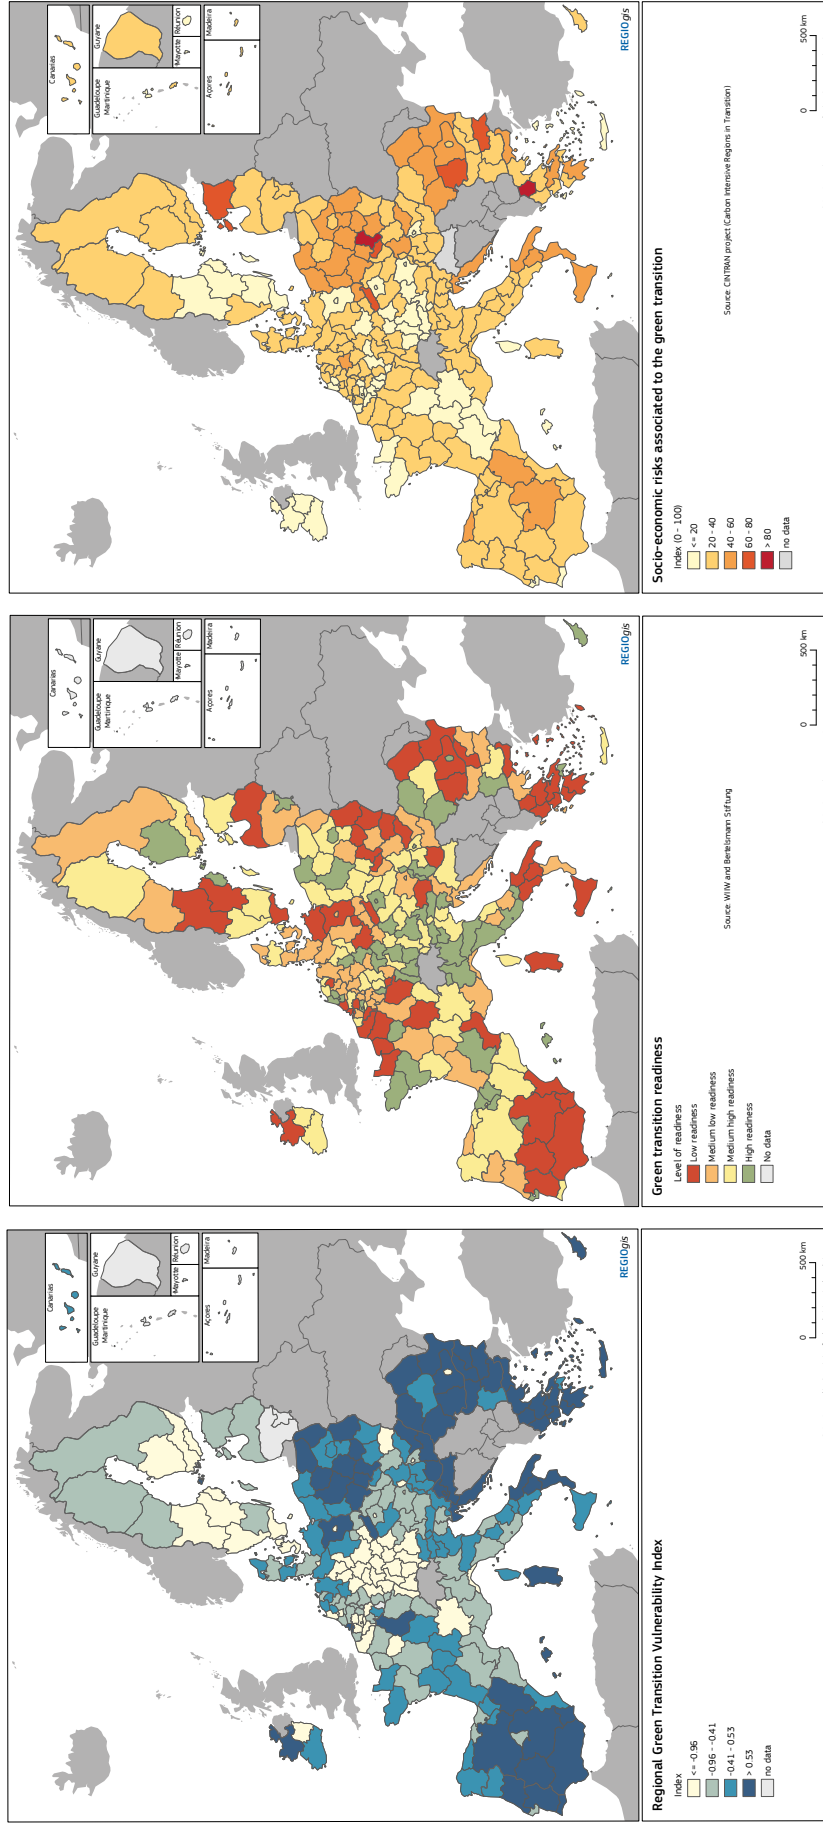 Canarias
Guadeloupe
Martinique
Guyane
Mayotte
Réunion
Açores
Madeira
REGIOgis
Regional Green Transition Vulnerability Index
Index
<= -0.96
-0.96 - -0.41
-0.41 - 0.53
> 0.53
no data
0 500 km
Canarias
Guadeloupe
Martinique
Guyane
Mayotte
Réunion
Açores
Madeira
REGIOgis
Green transition readiness
Level of readiness
Low readiness
Medium low readiness
Medium high readiness
High readiness
No data
Source: WIIW and Bertelsmann Stiftung
0 500 km
Canarias
Guadeloupe
Martinique
Guyane
Mayotte
Réunion
Açores
Madeira
REGIOgis
Socio-economic risks associated to the green transition
Index (0 - 100)
<= 20
20 - 40
40 - 60
60 - 80
> 80
no data
Source: CINTRAN project (Carbon Intensive Regions in Transition)
0 500 km